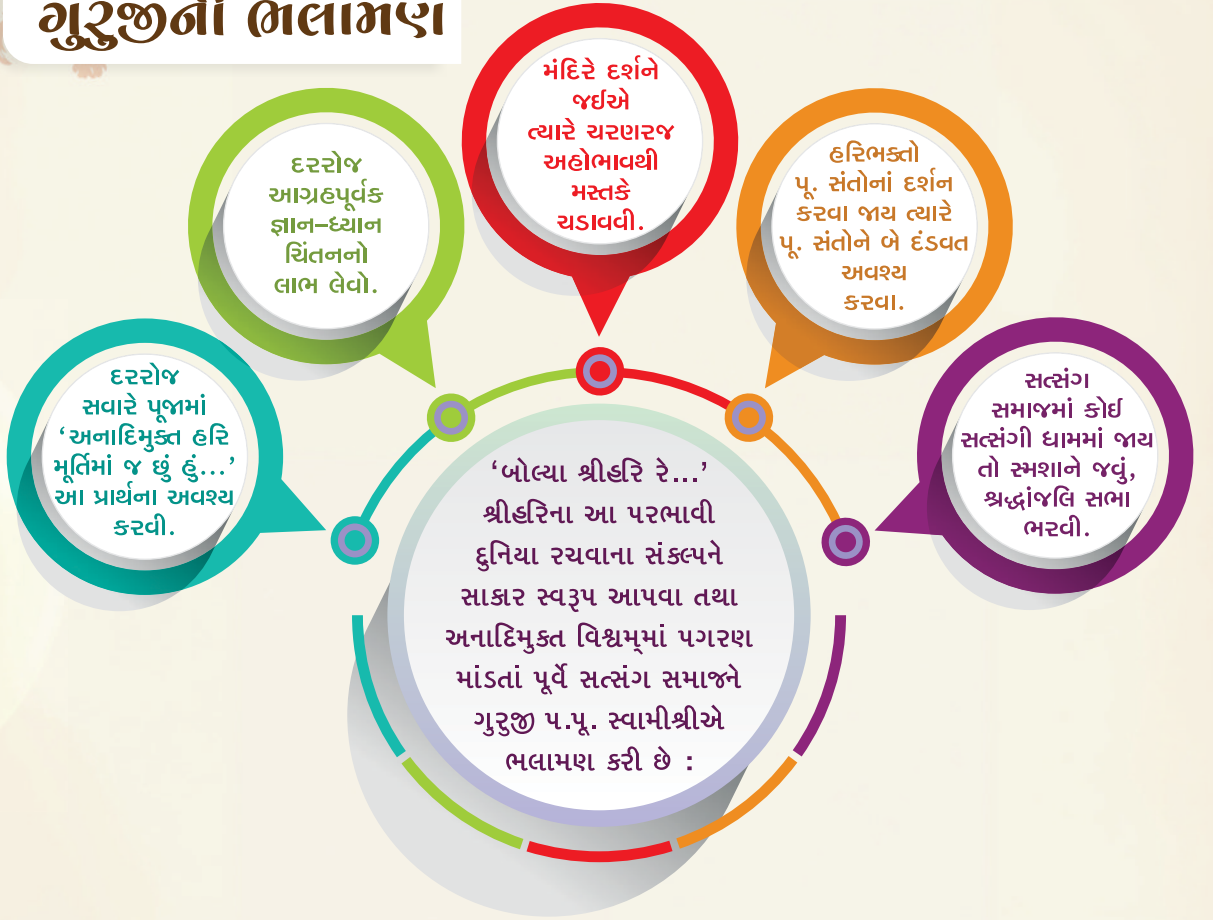 ગુરુજીની ભલામણ
મંદિરે દર્શને
જઈએ
ત્યારે ચરણરજ
અહોભાવથી
મસ્તકે
ચડાવવી.
દરરોજ
આગ્રહપૂર્વક
જ્ઞાન–ધ્યાન
ચિંતનનો
લાભ લેવો.
હરિભક્તો
પૂ. સંતોનાં દર્શન
કરવા જાય ત્યારે
પૂ. સંતોને બે દંડવત
અવશ્ય
કરવા.
દરરોજ
સવારે પૂજામાં
‘અનાદિમુક્ત હરિ
મૂર્તિમાં જ છું હું...’
આ પ્રાર્થના અવશ્ય
કરવી.
સત્સંગ
સમાજમાં કોઈ
સત્સંગી ધામમાં જાય
તો સ્મશાને જવું,
શ્રદ્ધાંજલિ સભા
ભરવી.
‘બોલ્યા શ્રીહરિ રે...’
શ્રીહરિના આ પરભાવી
દુનિયા રચવાના સંકલ્પને
સાકાર સ્વરૂપ આપવા તથા
અનાદિમુક્ત વિશ્વમ્‌માં પગરણ
માંડતાં પૂર્વે સત્સંગ સમાજને
ગુરુજી પ.પૂ. સ્વામીશ્રીએ
ભલામણ કરી છે :